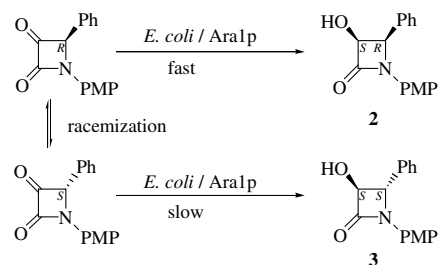 O Ph
R
O N PMP
E. coli / Ara1p
fast
HO Ph
S R
O N PMP
2
racemization
O Ph
S
O N PMP
E. coli / Ara1p
slow
HO Ph
S S
O N PMP
3